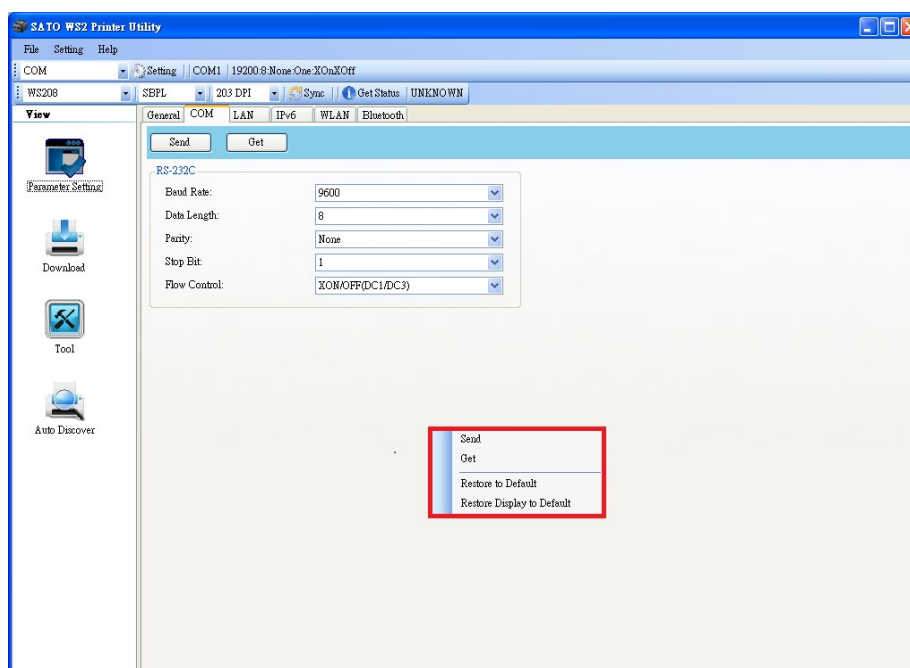 SATO WS2 Printer Utility
File Setting Help
COM Setting COM1 19200:8:None:One:XOnXOff
WS208 SBPL 203 DPI Sync Get Status UNKNOWN
View
General COM LAN IPv6 WLAN Bluetooth
Send Get
Parameter Setting
RS-232C
Baud Rate: 9600
Data Length: 8
Parity: None
Stop Bit: 1
Flow Control: XON/OFF(DC1/DC3)
Download
Tool
Auto Discover
Send
Get
Restore to Default
Restore Display to Default